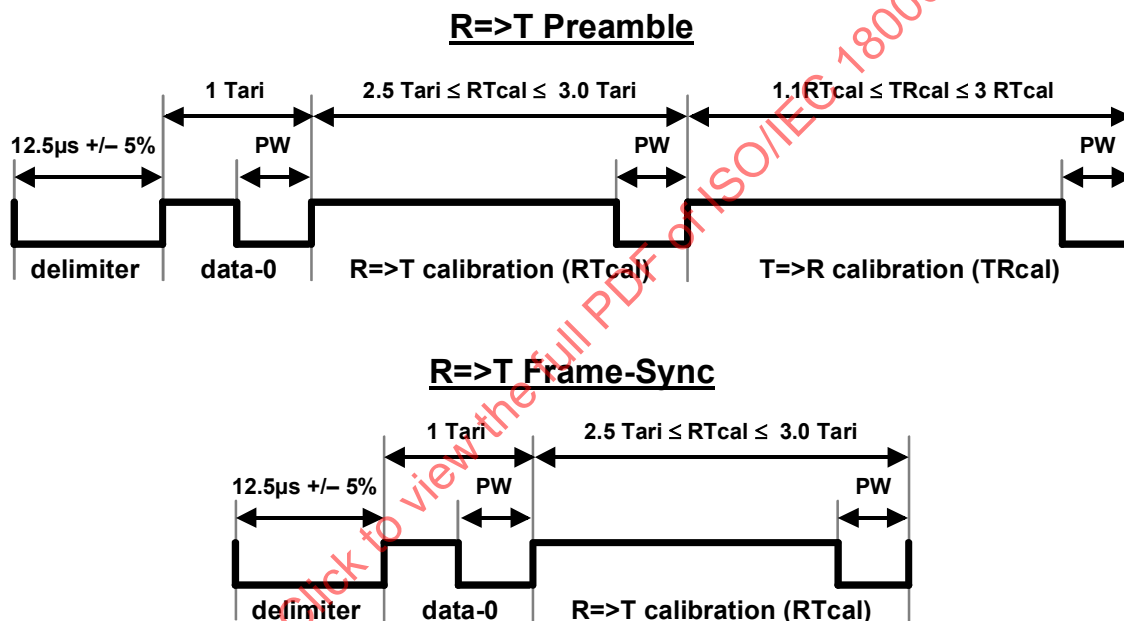 R=>T Preamble
1 Tari
2.5 Tari ≤ RTcal ≤ 3.0 Tari
1.1RTcal ≤ TRcal ≤ 3 RTcal
12.5µs +/– 5%
PW
PW
PW
delimiter
data-0
R=>T calibration (RTcal)
T=>R calibration (TRcal)
R=>T Frame-Sync
1 Tari
2.5 Tari ≤ RTcal ≤ 3.0 Tari
12.5µs +/– 5%
PW
PW
delimiter
data-0
R=>T calibration (RTcal)
Click to view the full PDF of ISO/IEC